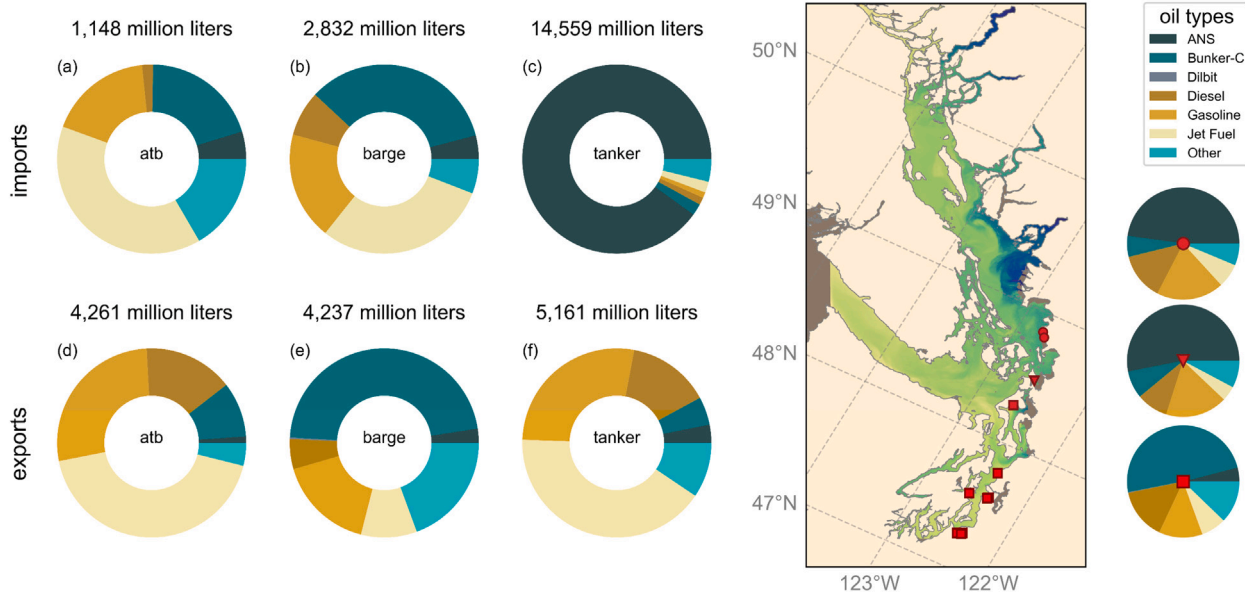 1,148 million liters
2,832 million liters
14,559 million liters
(a)
(b)
(c)
atb
barge
tanker
imports
4,261 million liters
4,237 million liters
5,161 million liters
(d)
(e)
(f)
atb
barge
tanker
exports
50°N
49°N
48°N
47°N
123°W
122°W
oil types
ANS
Bunker-C
Dilbit
Diesel
Gasoline
Jet Fuel
Other